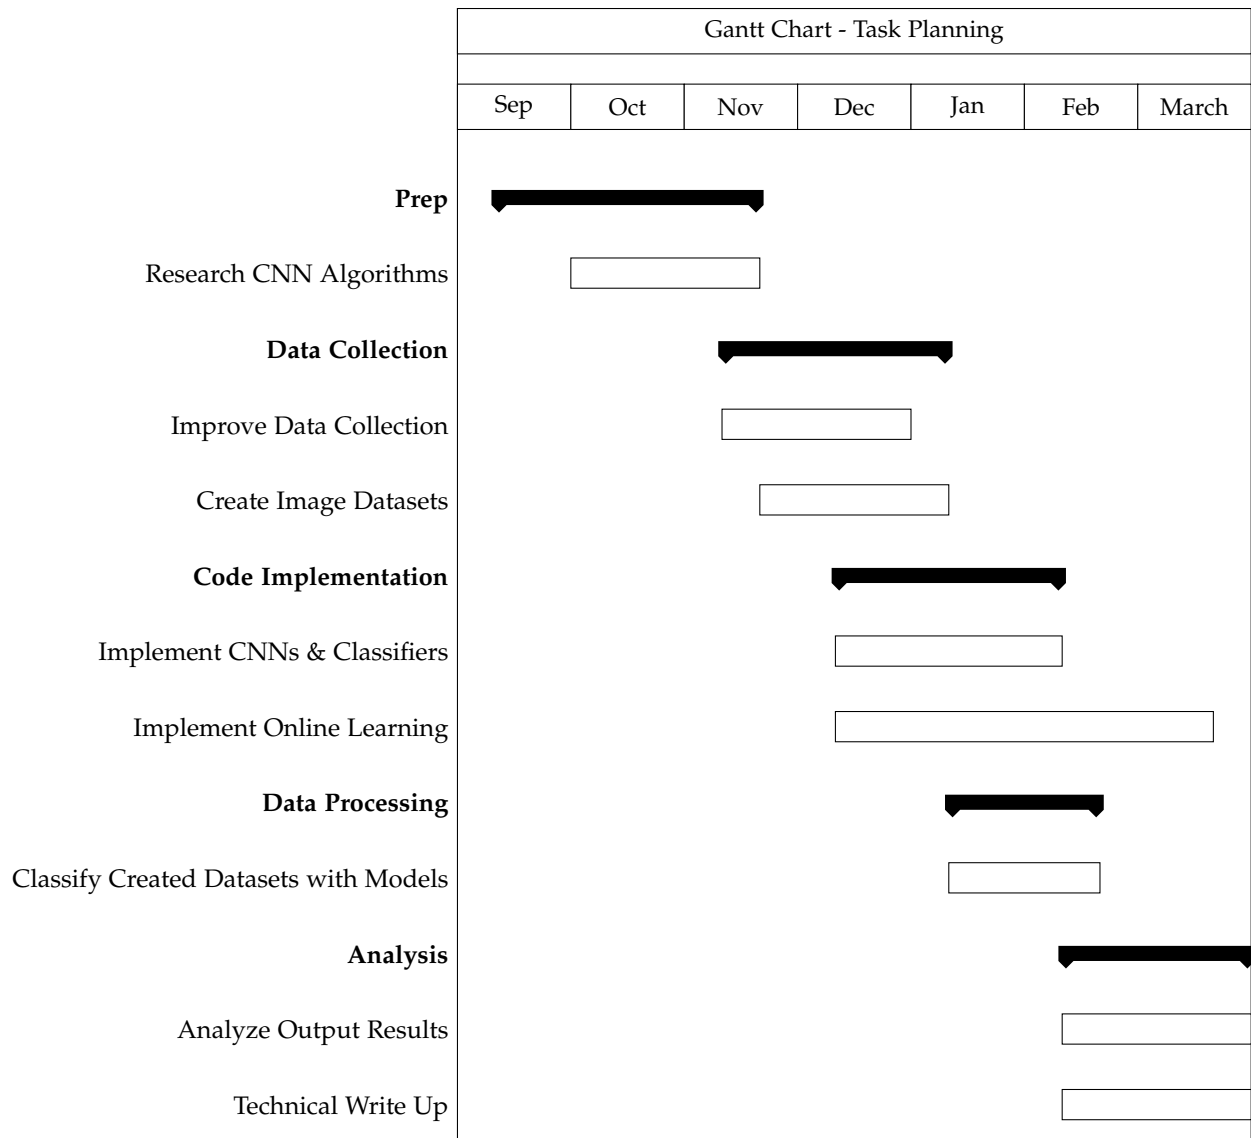 Gantt Chart - Task Planning
Sep Oct Nov Dec Jan Feb March
Prep
Research CNN Algorithms
Data Collection
Improve Data Collection
Create Image Datasets
Code Implementation
Implement CNNs & Classifiers
Implement Online Learning
Data Processing
Classify Created Datasets with Models
Analysis
Analyze Output Results
Technical Write Up